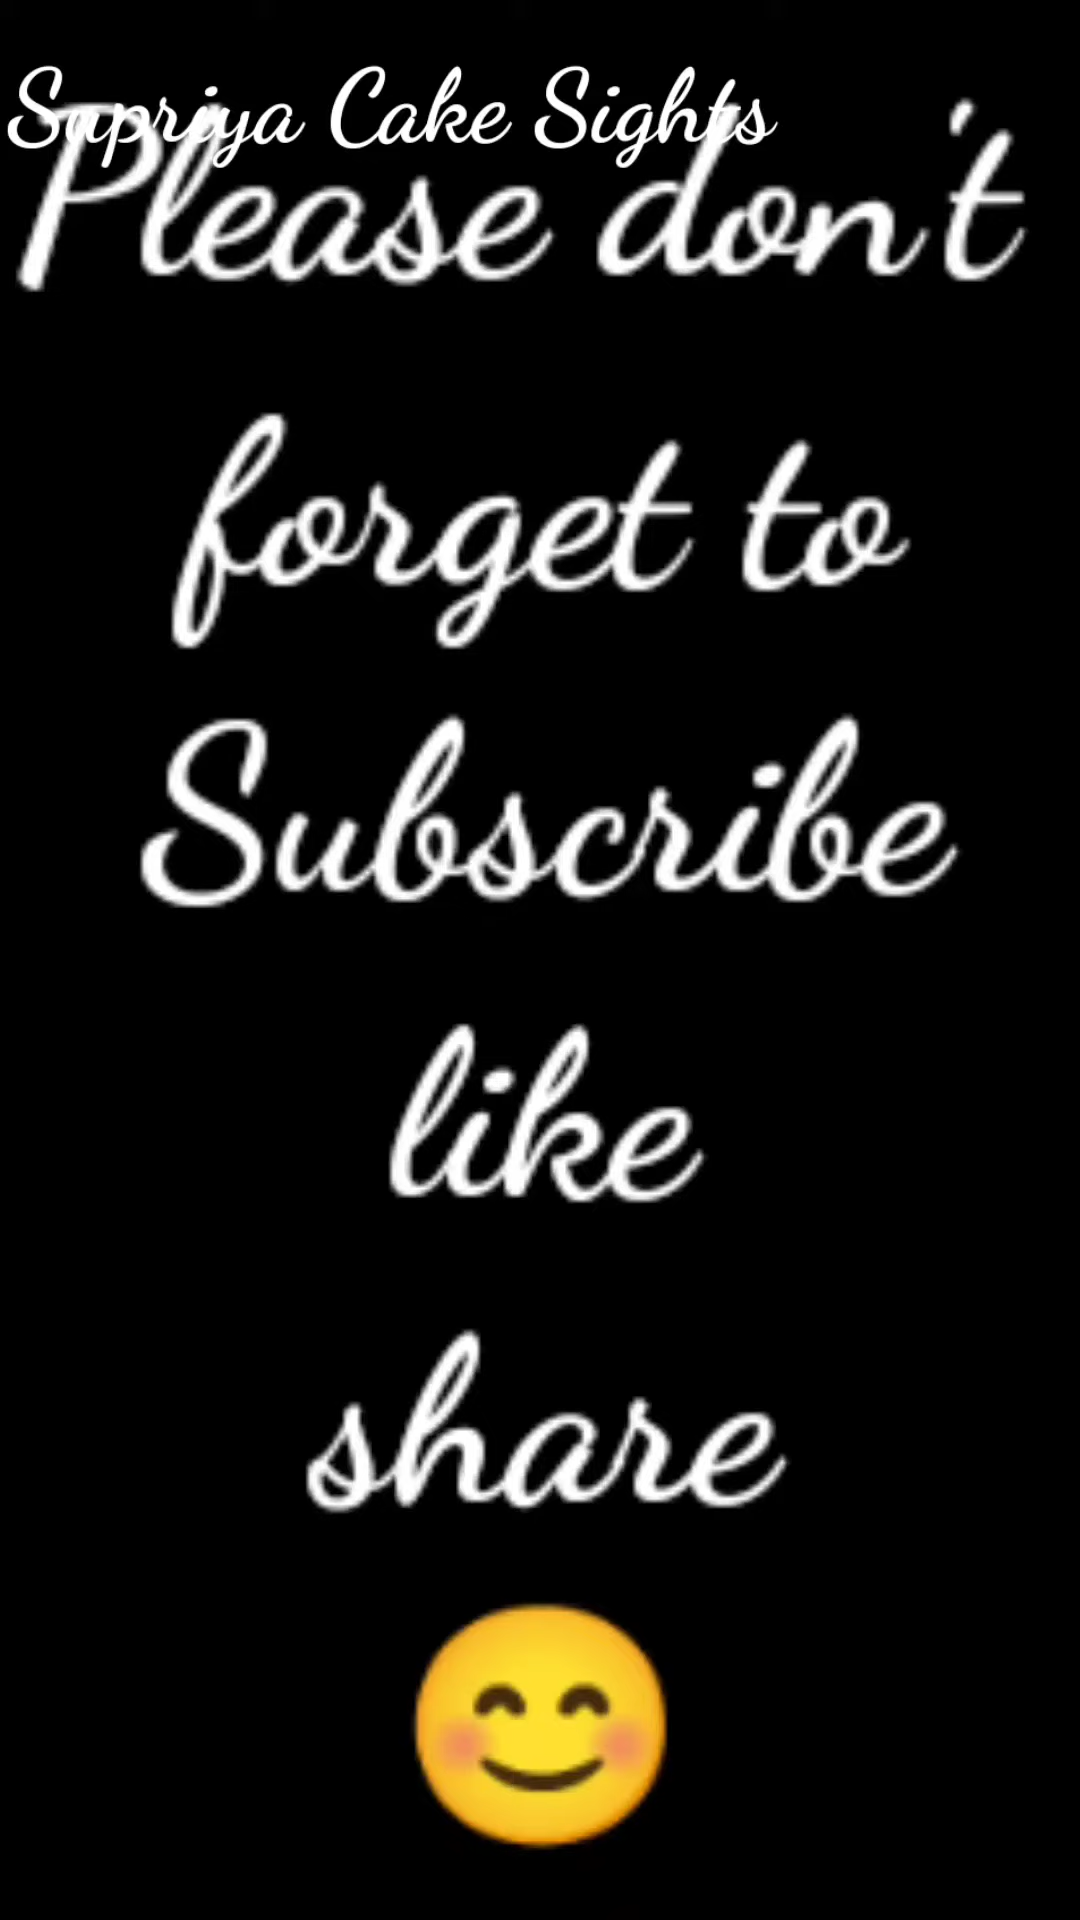 Supriya Cake Sights
Please don't
forget to
Subscribe
like
share
😊